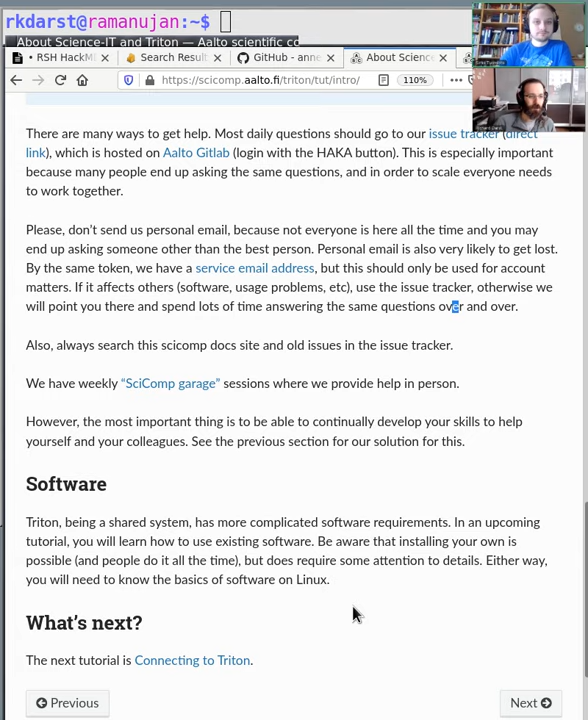 rkdarst@ramanujan:~$
About Science-IT and Triton — Aalto scientific co
• RSH HackM
Search Result
GitHub - anne
About Science
https://scicomp.aalto.fi/triton/tut/intro/
110%
There are many ways to get help. Most daily questions should go to our issue tracker (direct
link), which is hosted on Aalto Gitlab (login with the HAKA button). This is especially important
because many people end up asking the same questions, and in order to scale everyone needs
to work together.
Please, don’t send us personal email, because not everyone is here all the time and you may
end up asking someone other than the best person. Personal email is also very likely to get lost.
By the same token, we have a service email address, but this should only be used for account
matters. If it affects others (software, usage problems, etc), use the issue tracker, otherwise we
will point you there and spend lots of time answering the same questions over and over.
Also, always search this scicomp docs site and old issues in the issue tracker.
We have weekly “SciComp garage” sessions where we provide help in person.
However, the most important thing is to be able to continually develop your skills to help
yourself and your colleagues. See the previous section for our solution for this.
Software
Triton, being a shared system, has more complicated software requirements. In an upcoming
tutorial, you will learn how to use existing software. Be aware that installing your own is
possible (and people do it all the time), but does require some attention to details. Either way,
you will need to know the basics of software on Linux.
What’s next?
The next tutorial is Connecting to Triton.
Previous
Next